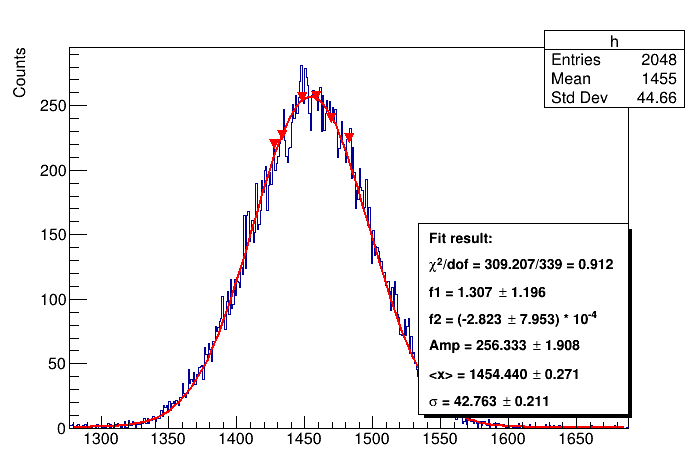 h
Entries 2048
Mean 1455
Std Dev 44.66
Counts
250
200
150
100
50
0
Fit result:
χ²/dof = 309.207/339 = 0.912
f1 = 1.307 ± 1.196
f2 = (-2.823 ± 7.953) * 10⁻⁴
Amp = 256.333 ± 1.908
<x> = 1454.440 ± 0.271
σ = 42.763 ± 0.211
1300 1350 1400 1450 1500 1550 1600 1650